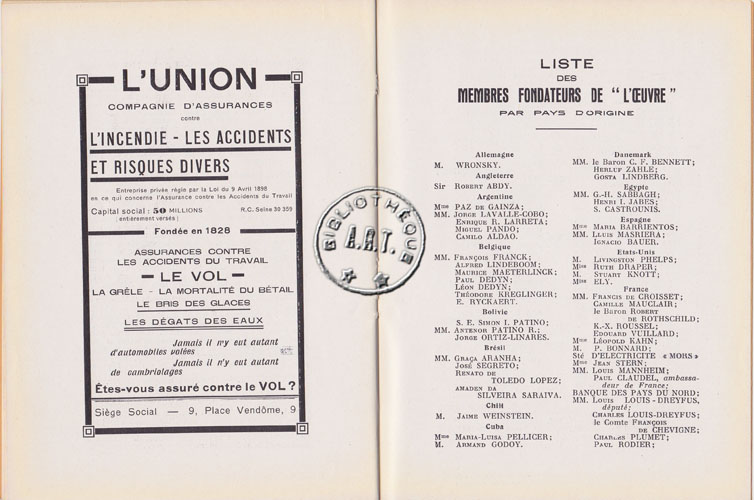 L'UNION
COMPAGNIE D'ASSURANCES
contre
L'INCENDIE - LES ACCIDENTS
ET RISQUES DIVERS
Entreprise privée régie par la Loi du 9 Avril 1898
en ce qui concerne l'Assurance contre les Accidents du Travail
Capital social : 50 MILLIONS R.C. Seine 30 359
(entièrement versés)
Fondée en 1828
ASSURANCES CONTRE
LES ACCIDENTS DU TRAVAIL
LE VOL
LA GRÊLE - LA MORTALITÉ DU BÉTAIL
LE BRIS DES GLACES
LES DÉGATS DES EAUX
Jamais il n'y eut autant
d'automobiles volées
Jamais il n'y eut autant
de cambriolages
Êtes-vous assuré contre le VOL ?
Siège Social — 9, Place Vendôme, 9
BIBLIOTHÈQUE
A.R.T.
LISTE
DES
MEMBRES FONDATEURS DE "L'ŒUVRE"
PAR PAYS D'ORIGINE
Allemagne
M. WRONSKY.
Angleterre
Sir ROBERT ABDY.
Argentine
Mme PAZ DE GAINZA;
MM. JORGE LAVALLE-COBO;
ENRIQUE R. LARRETA;
MIGUEL PANDO;
CAMILO ALDAO.
Belgique
MM. FRANÇOIS FRANCK;
ALFRED LINDEBOOM;
MAURICE MAETERLINCK;
PAUL DEDYN;
LÉON DEDYN;
THÉODORE KREGLINGER;
E. RYCKAERT.
Bolivie
S. E. SIMON I. PATINO;
MM. ANTENOR PATINO R.;
JORGE ORTIZ-LINARES.
Brésil
MM. GRAÇA ARANHA;
JOSÉ SEGRETO;
RENATO DE
TOLEDO LOPEZ;
AMADEN DA
SILVEIRA SARAIVA.
Chili
M. JAIME WEINSTEIN.
Cuba
Mme MARIA-LUISA PELLICER;
M. ARMAND GODOY.
Danemark
MM. le Baron C. F. BENNETT;
HERLUF ZAHLE;
GOSTA LINDBERG.
Egypte
MM. G.-H. SABBAGH;
HENRI I. JABES;
S. CASTROUNIS.
Espagne
Mme MARIA BARRIENTOS;
MM. LLUIS MASRIERA;
IGNACIO BAUER.
Etats-Unis
M. LIVINGSTON PHELPS;
Mme RUTH DRAPER;
M. STUART KNOTT;
Mme ELY.
France
MM. FRANCIS DE CROISSET;
CAMILLE MAUCLAIR;
le Baron ROBERT
DE ROTHSCHILD;
K.-X. ROUSSEL;
EDOUARD VUILLARD;
Mme LÉOPOLD KAHN;
M. P. BONNARD;
Sté D'ELECTRICITE « MORS »
Mme JEAN STERN;
MM. LOUIS MANNHEIM;
PAUL CLAUDEL, ambassa-
deur de France;
BANQUE DES PAYS DU NORD;
MM. LOUIS LOUIS-DREYFUS,
député;
CHARLES LOUIS-DREYFUS;
le Comte FRANÇOIS
DE CHEVIGNE;
CHARLES PLUMET;
PAUL RODIER;